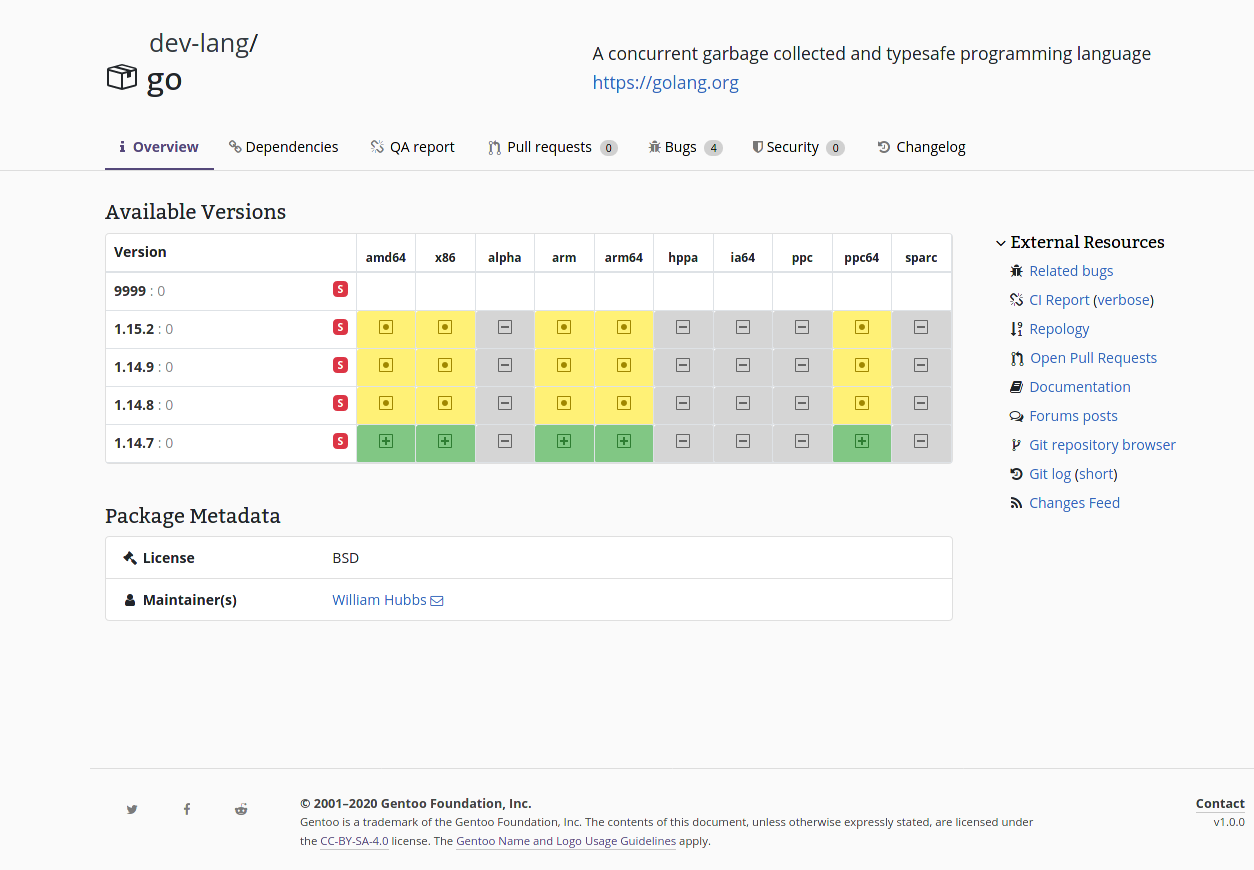 dev-lang/
go
A concurrent garbage collected and typesafe programming language
https://golang.org
Overview Dependencies QA report Pull requests 0 Bugs 4 Security 0 Changelog
Available Versions
Version amd64 x86 alpha arm arm64 hppa ia64 ppc ppc64 sparc
9999 : 0 S
1.15.2 : 0 S
1.14.9 : 0 S
1.14.8 : 0 S
1.14.7 : 0 S
External Resources
Related bugs
CI Report (verbose)
Repology
Open Pull Requests
Documentation
Forums posts
Git repository browser
Git log (short)
Changes Feed
Package Metadata
License BSD
Maintainer(s) William Hubbs
© 2001–2020 Gentoo Foundation, Inc.
Gentoo is a trademark of the Gentoo Foundation, Inc. The contents of this document, unless otherwise expressly stated, are licensed under
the CC-BY-SA-4.0 license. The Gentoo Name and Logo Usage Guidelines apply.
Contact
v1.0.0